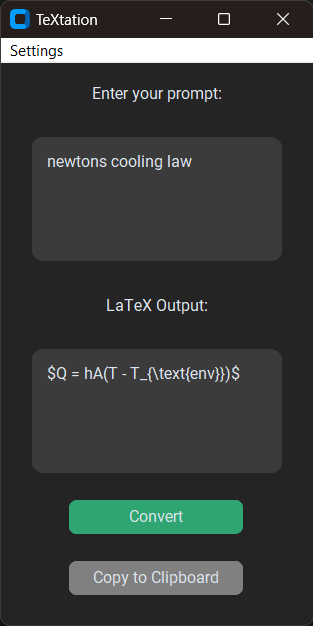 TeXtation
Settings
Enter your prompt:
newtons cooling law
LaTeX Output:
$Q = hA(T - T_{\text{env}})$
Convert
Copy to Clipboard